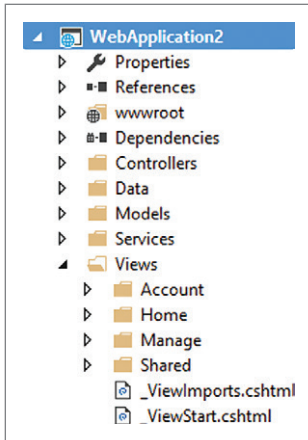 WebApplication2
Properties
References
wwwroot
Dependencies
Controllers
Data
Models
Services
Views
Account
Home
Manage
Shared
_ViewImports.cshtml
_ViewStart.cshtml